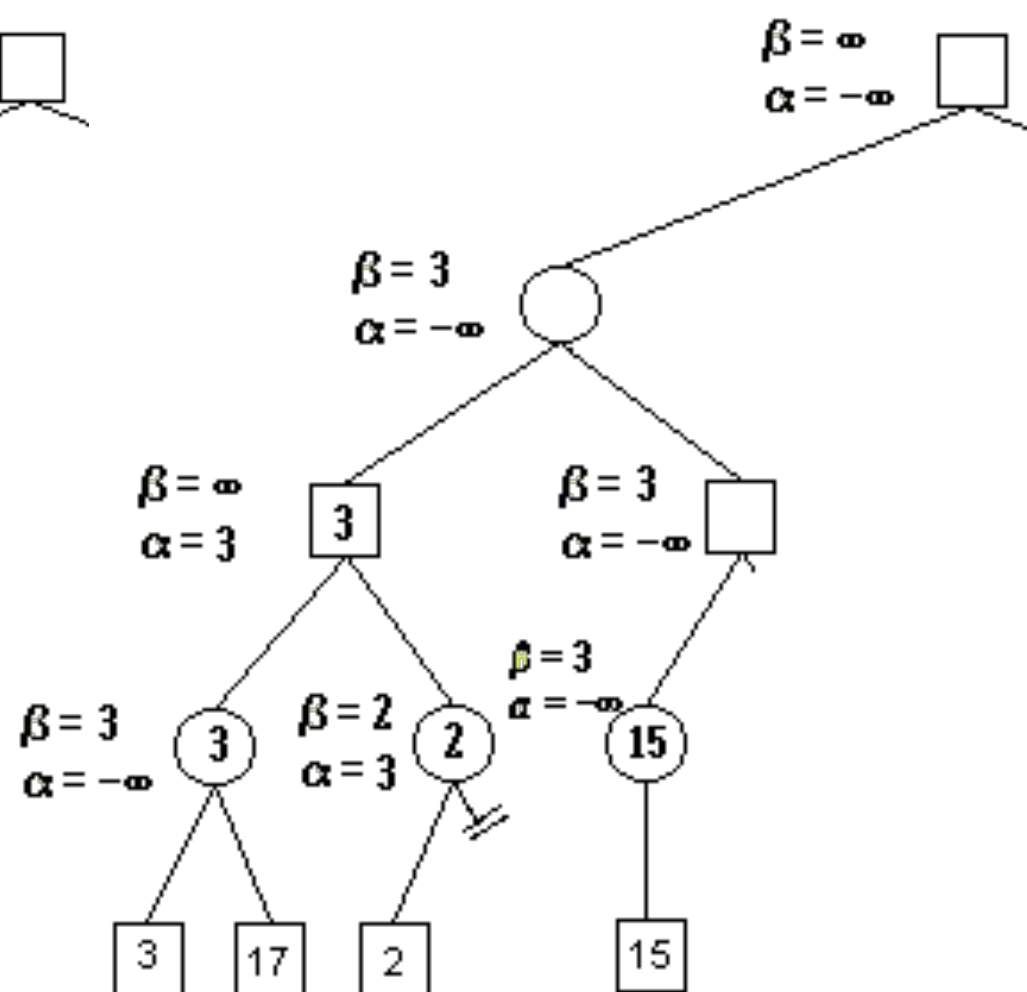 β = ∞
α = -∞
β = 3
α = -∞
β = ∞
α = 3
3
β = 3
α = -∞
β = 3
α = -∞
3
β = 2
α = 3
2
β = 3
α = -∞
15
3
17
2
15